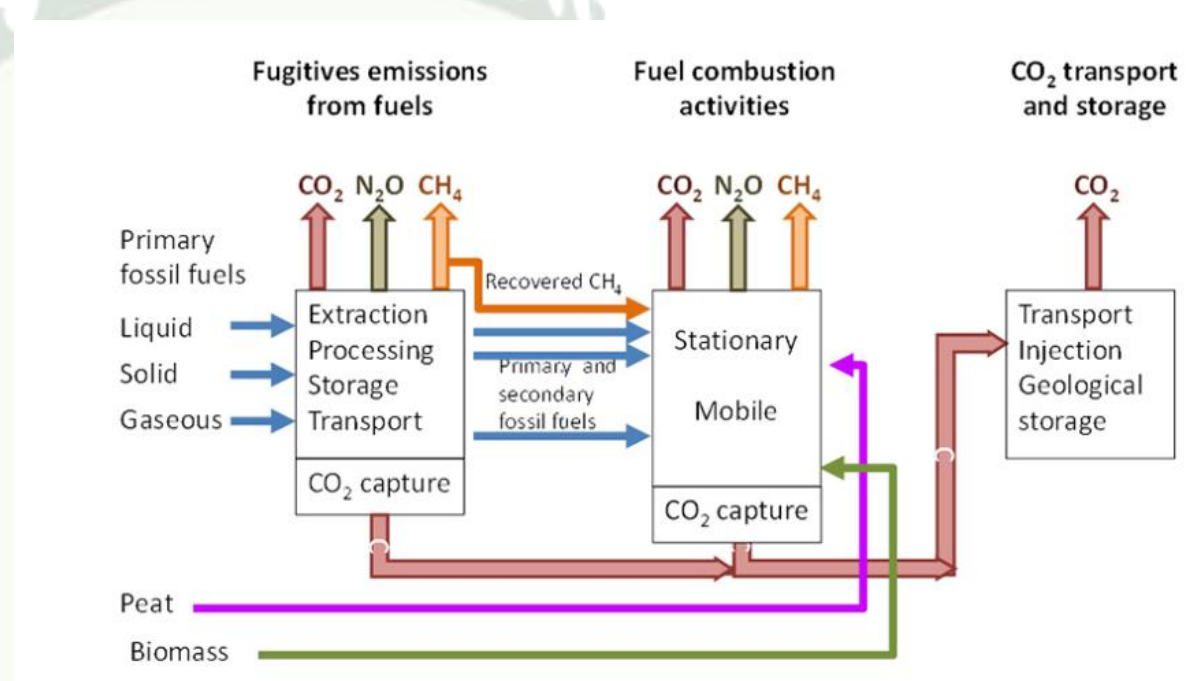 Fugitives emissions
from fuels
Fuel combustion
activities
CO₂ transport
and storage
CO₂ N₂O CH₄
CO₂ N₂O CH₄
CO₂
Primary
fossil fuels
Liquid
Solid
Gaseous
Extraction
Processing
Storage
Transport
CO₂ capture
Recovered CH₄
Primary and
secondary
fossil fuels
Stationary
Mobile
CO₂ capture
Transport
Injection
Geological
storage
C
C
C
Peat
Biomass